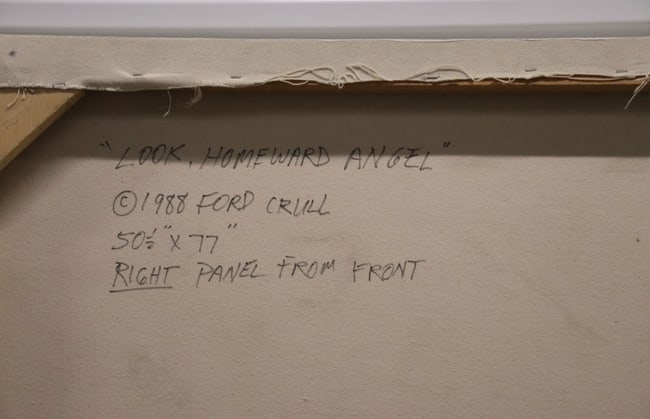 "LOOK, HOMEWARD ANGEL"
© 1988 FORD CRULL
50½" X 77"
RIGHT PANEL FROM FRONT